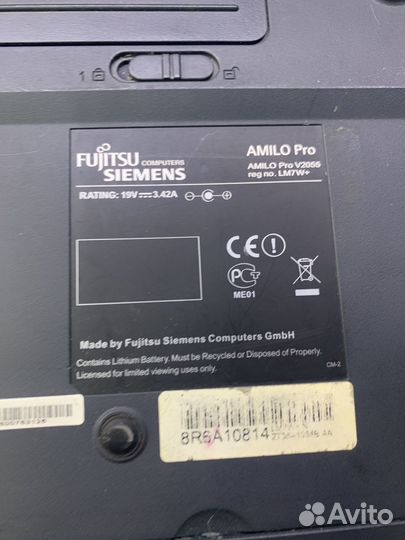 1
FUJITSU COMPUTERS
SIEMENS
AMILO Pro
AMILO Pro V2055
reg no. LM7W+
RATING: 19V 3.42A
CE
PC
ME01
Made by Fujitsu Siemens Computers GmbH
Contains Lithium Battery. Must be Recycled or Disposed of Properly.
Licensed for limited viewing uses only.
CM-2
8R6A10814
Avito